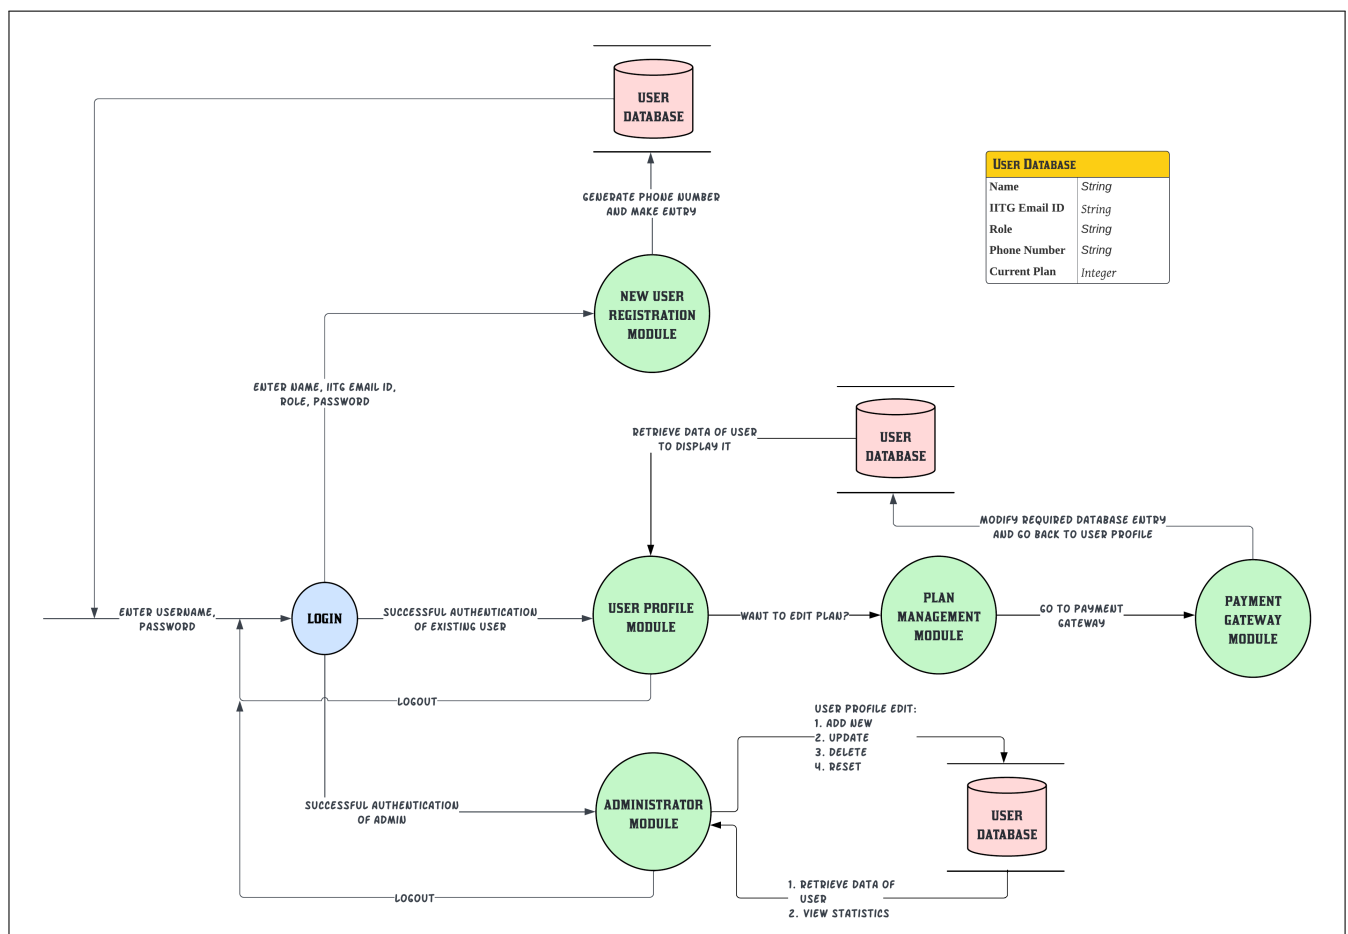 USER
DATABASE
USER DATABASE
Name String
IITG Email ID String
Role String
Phone Number String
Current Plan Integer
GENERATE PHONE NUMBER
AND MAKE ENTRY
NEW USER
REGISTRATION
MODULE
ENTER NAME, IITG EMAIL ID,
ROLE, PASSWORD
RETRIEVE DATA OF USER
TO DISPLAY IT
USER
DATABASE
MODIFY REQUIRED DATABASE ENTRY
AND GO BACK TO USER PROFILE
ENTER USERNAME,
PASSWORD
LOGIN
SUCCESSFUL AUTHENTICATION
OF EXISTING USER
USER PROFILE
MODULE
WANT TO EDIT PLAN?
PLAN
MANAGEMENT
MODULE
GO TO PAYMENT
GATEWAY
PAYMENT
GATEWAY
MODULE
LOGOUT
USER PROFILE EDIT:
1. ADD NEW
2. UPDATE
3. DELETE
4. RESET
SUCCESSFUL AUTHENTICATION
OF ADMIN
ADMINISTRATOR
MODULE
USER
DATABASE
1. RETRIEVE DATA OF
USER
2. VIEW STATISTICS
LOGOUT